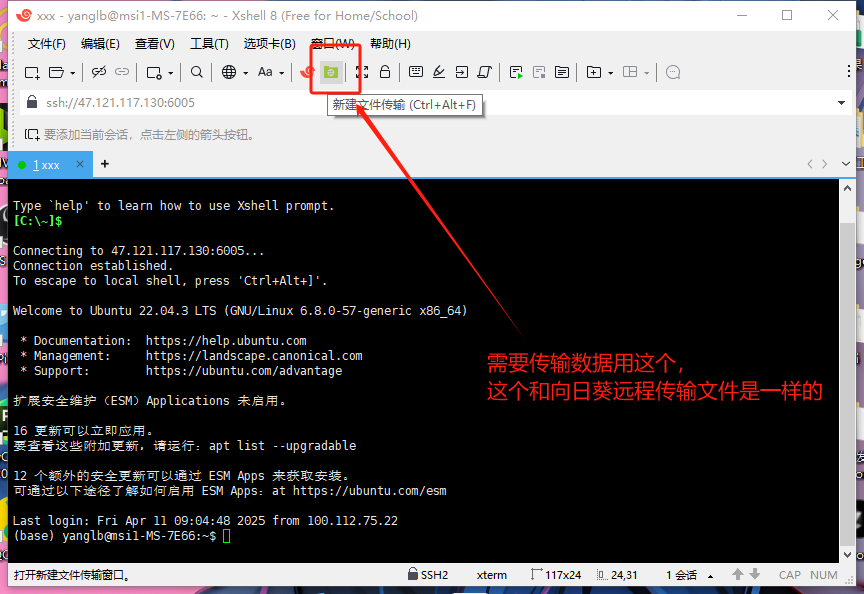 xxx - yanglb@msi1-MS-7E66: ~ - Xshell 8 (Free for Home/School)
文件(F) 编辑(E) 查看(V) 工具(T) 选项卡(B) 窗口(W) 帮助(H)
Aa
ssh://47.121.117.130:6005
新建文件传输 (Ctrl+Alt+F)
要添加当前会话，点击左侧的箭头按钮。
1 xxx
Type `help' to learn how to use Xshell prompt.
[C:\~]$
Connecting to 47.121.117.130:6005...
Connection established.
To escape to local shell, press 'Ctrl+Alt+]'.
Welcome to Ubuntu 22.04.3 LTS (GNU/Linux 6.8.0-57-generic x86_64)
* Documentation: https://help.ubuntu.com
* Management: https://landscape.canonical.com
* Support: https://ubuntu.com/advantage
需要传输数据用这个，
这个和向日葵远程传输文件是一样的
扩展安全维护（ESM）Applications 未启用。
16 更新可以立即应用。
要查看这些附加更新，请运行：apt list --upgradable
12 个额外的安全更新可以通过 ESM Apps 来获取安装。
可通过以下途径了解如何启用 ESM Apps：at https://ubuntu.com/esm
Last login: Fri Apr 11 09:04:48 2025 from 100.112.75.22
(base) yanglb@msi1-MS-7E66:~$
打开新建文件传输窗口。 SSH2 xterm 117x24 24,31 1 会话 CAP NUM